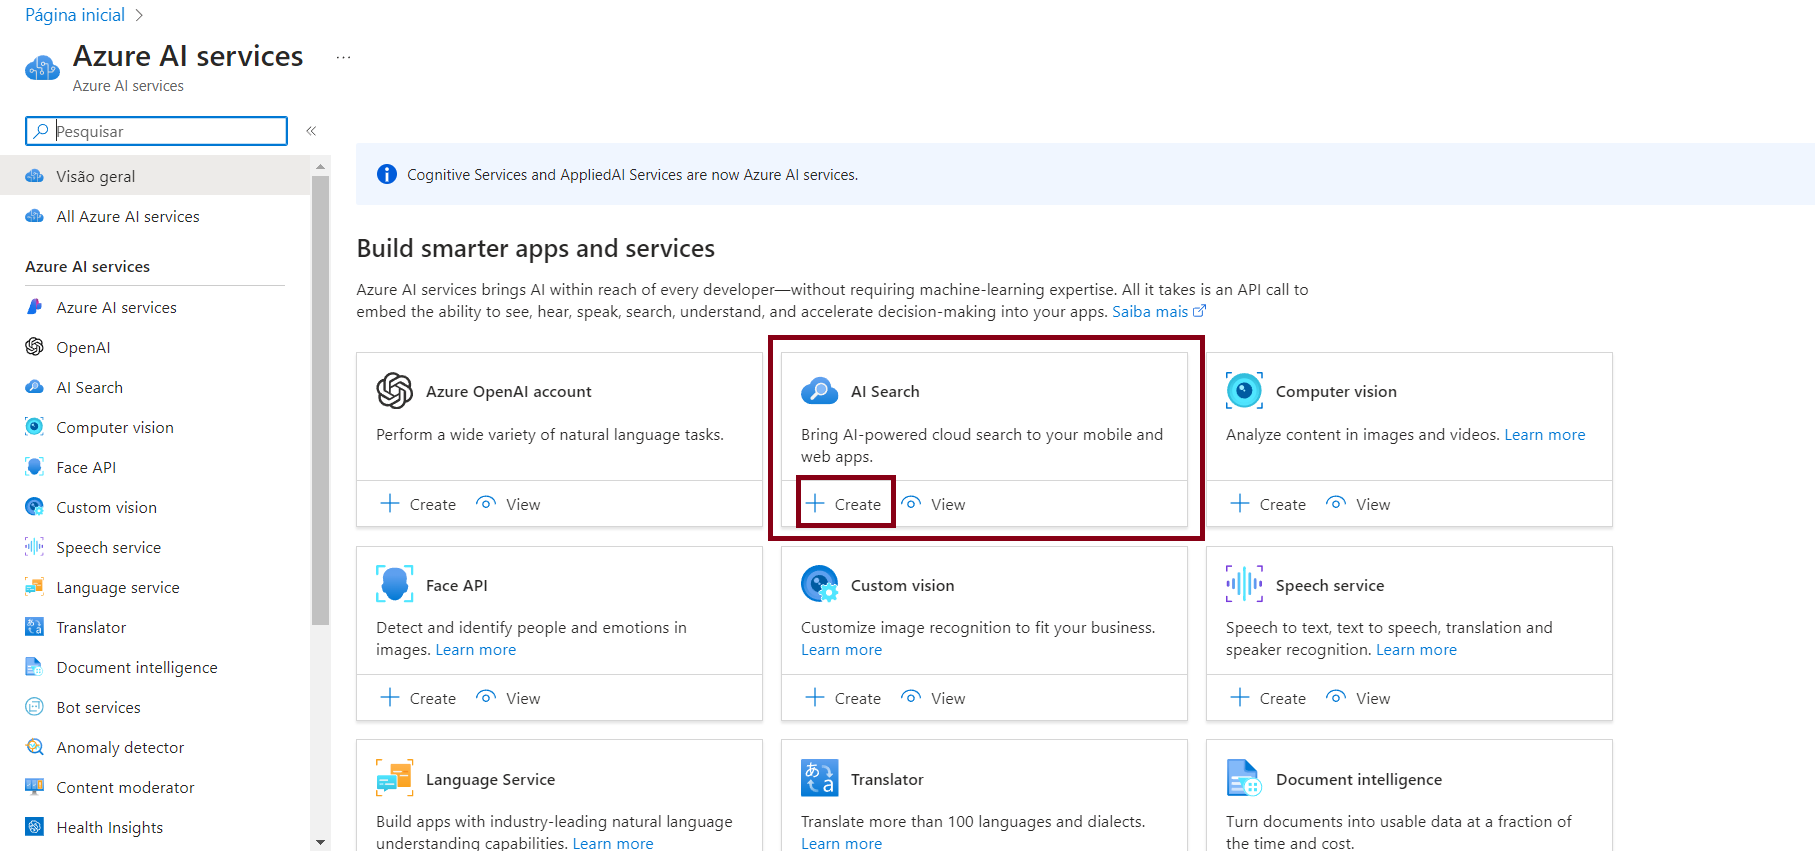 Página inicial
Azure AI services
...
Azure AI services
Pesquisar
Visão geral
All Azure AI services
Azure AI services
Azure AI services
OpenAI
AI Search
Computer vision
Face API
Custom vision
Speech service
Language service
Translator
Document intelligence
Bot services
Anomaly detector
Content moderator
Health Insights
Cognitive Services and AppliedAI Services are now Azure AI services.
Build smarter apps and services
Azure AI services brings AI within reach of every developer—without requiring machine-learning expertise. All it takes is an API call to
embed the ability to see, hear, speak, search, understand, and accelerate decision-making into your apps. Saiba mais
Azure OpenAI account
Perform a wide variety of natural language tasks.
Create View
AI Search
Bring AI-powered cloud search to your mobile and
web apps.
Create View
Computer vision
Analyze content in images and videos. Learn more
Create View
Face API
Detect and identify people and emotions in
images. Learn more
Create View
Custom vision
Customize image recognition to fit your business.
Learn more
Create View
Speech service
Speech to text, text to speech, translation and
speaker recognition. Learn more
Create View
Language Service
Build apps with industry-leading natural language
understanding capabilities. Learn more
Translator
Translate more than 100 languages and dialects.
Learn more
Document intelligence
Turn documents into usable data at a fraction of
the time and cost.